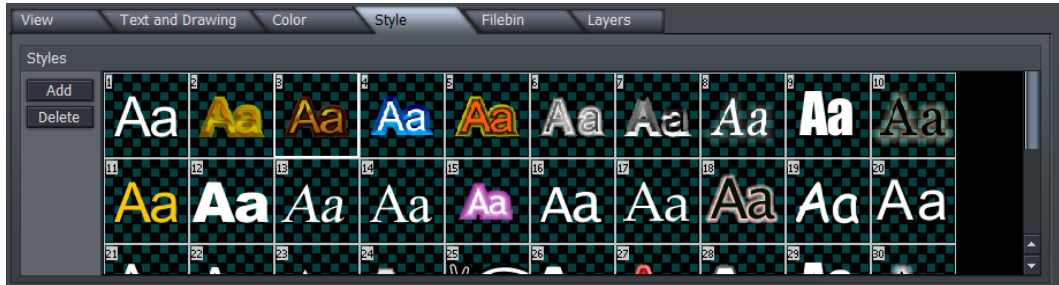 View Text and Drawing Color Style Filebin Layers
Styles
Add
Delete
1 2 3 4 5 6 7 8 9 10
Aa Aa Aa Aa Aa Aa Aa Aa Aa Aa
11 12 13 14 15 16 17 18 19 20
Aa Aa Aa Aa Aa Aa Aa Aa Aa Aa
21 22 23 24 25 26 27 28 29 30